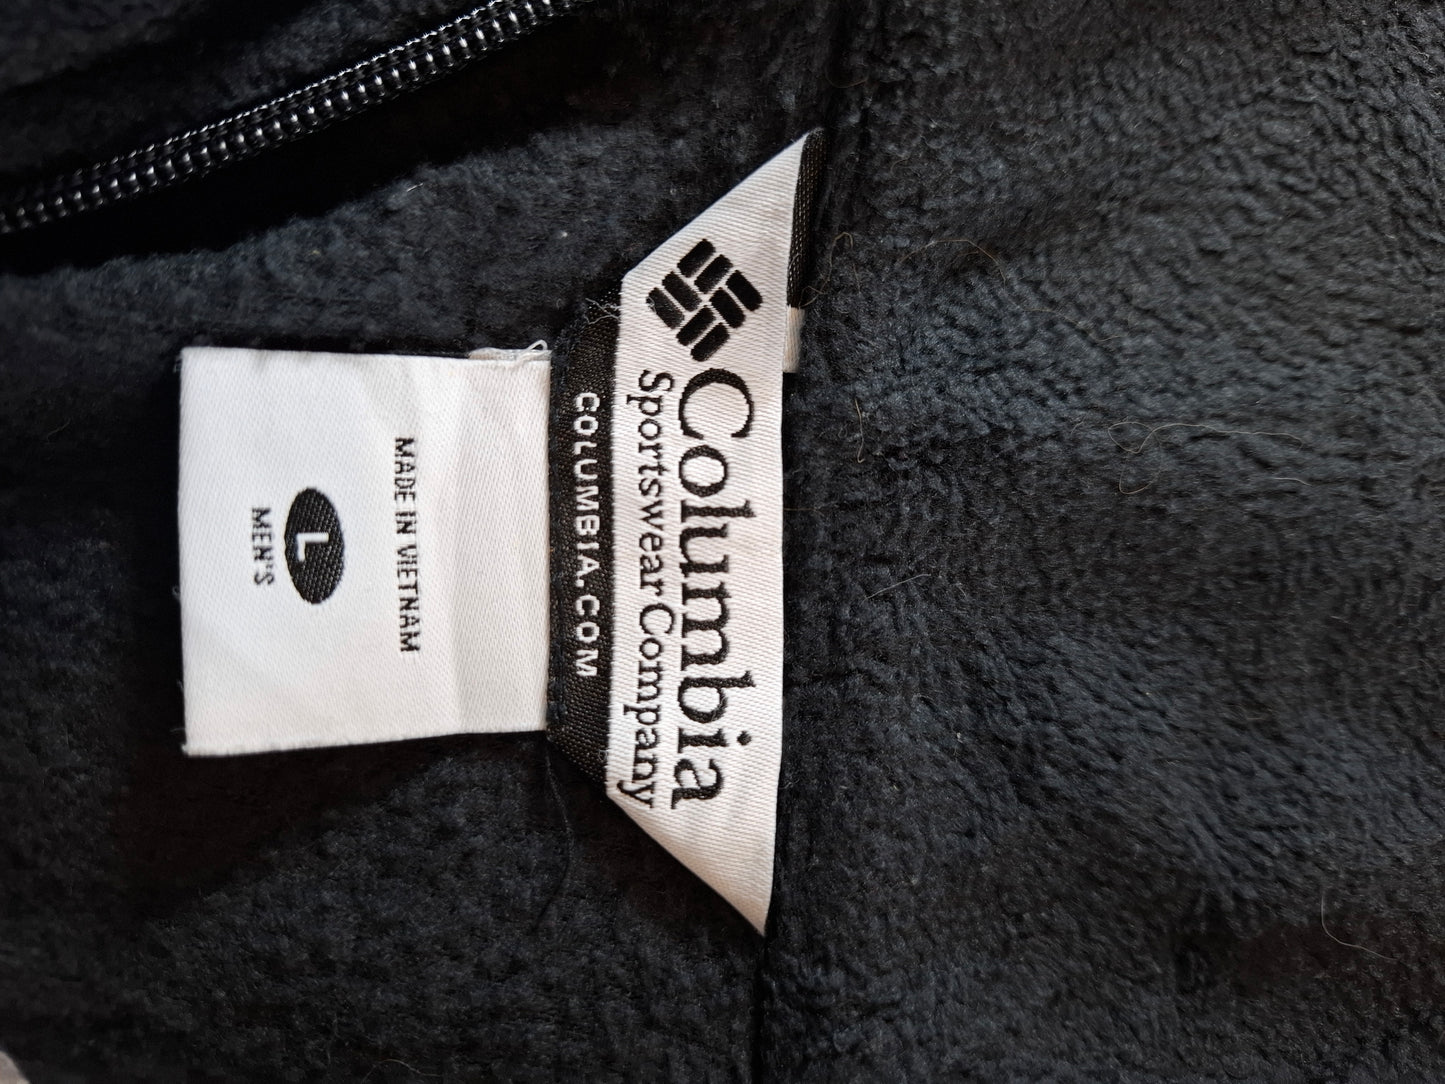 Columbia
Sportswear Company
COLUMBIA.COM
MADE IN VIETNAM
L
MEN'S